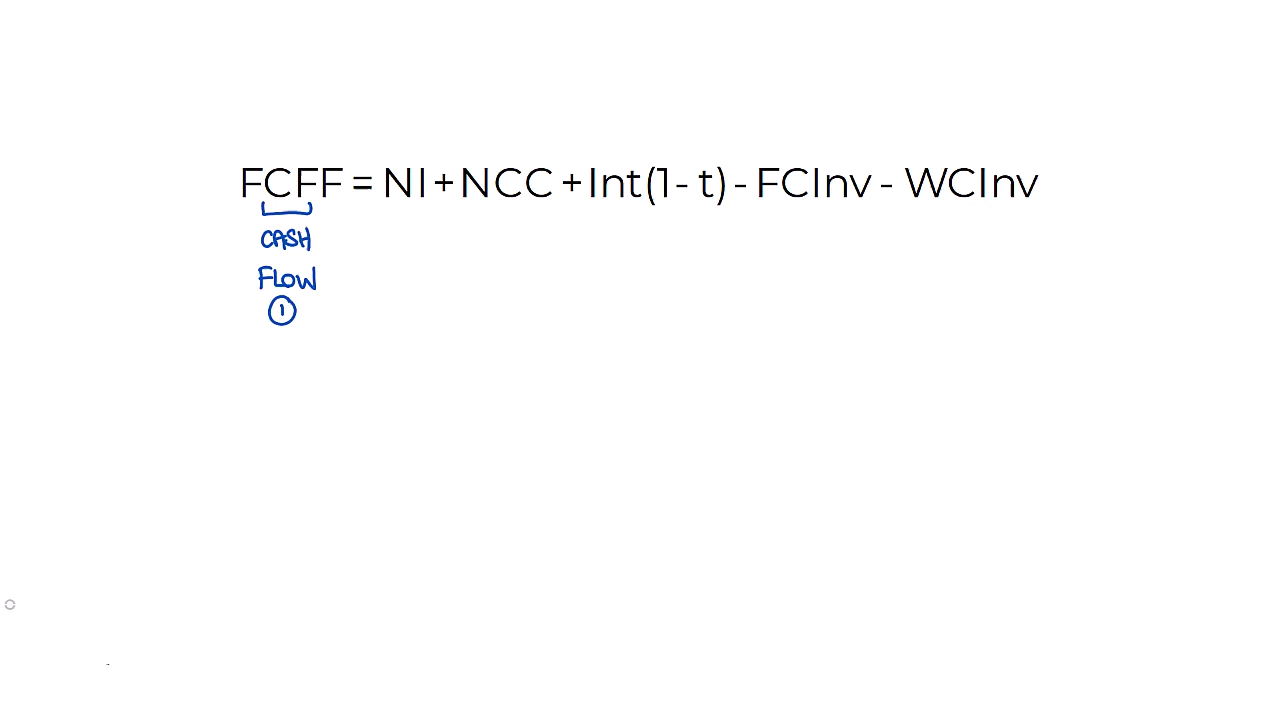 FCFF = NI + NCC + Int(1 - t) - FCInv - WCInv
CASH
FLOW
1